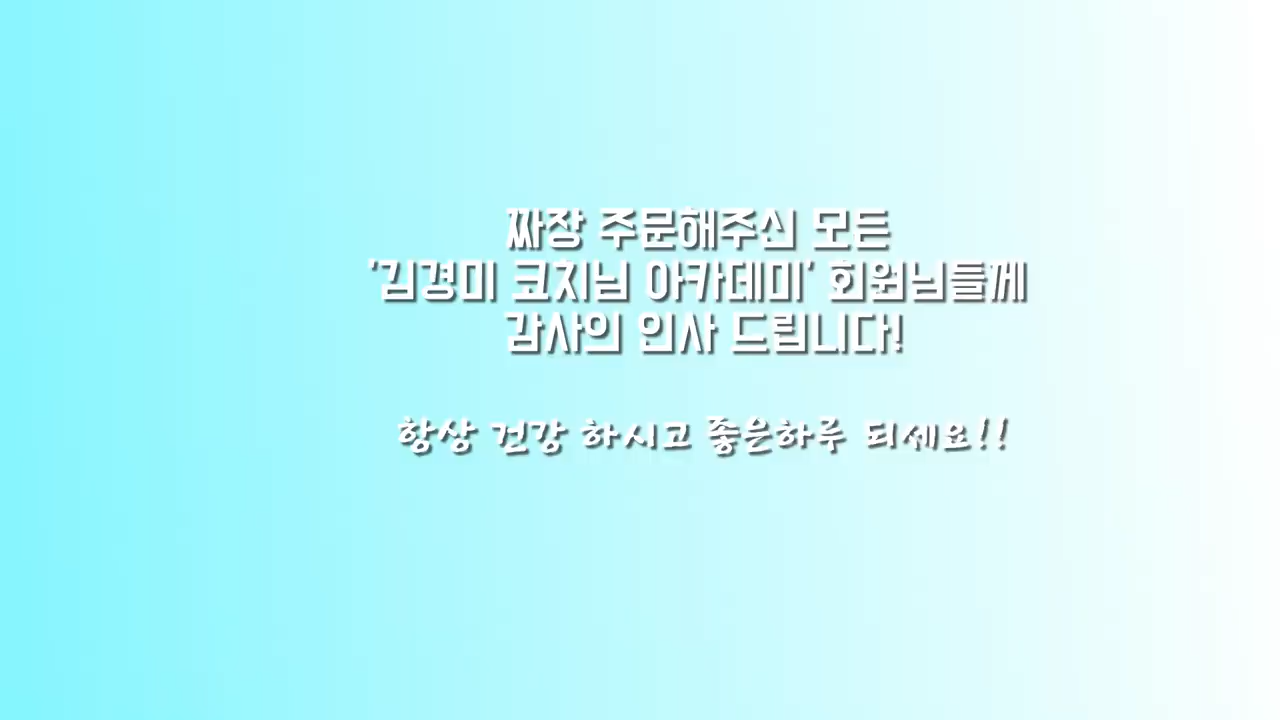 짜장 주문해주신 모든
'김경미 코치님 아카데미' 회원님들께
감사의 인사 드립니다!
항상 건강 하시고 좋은하루 되세요!!